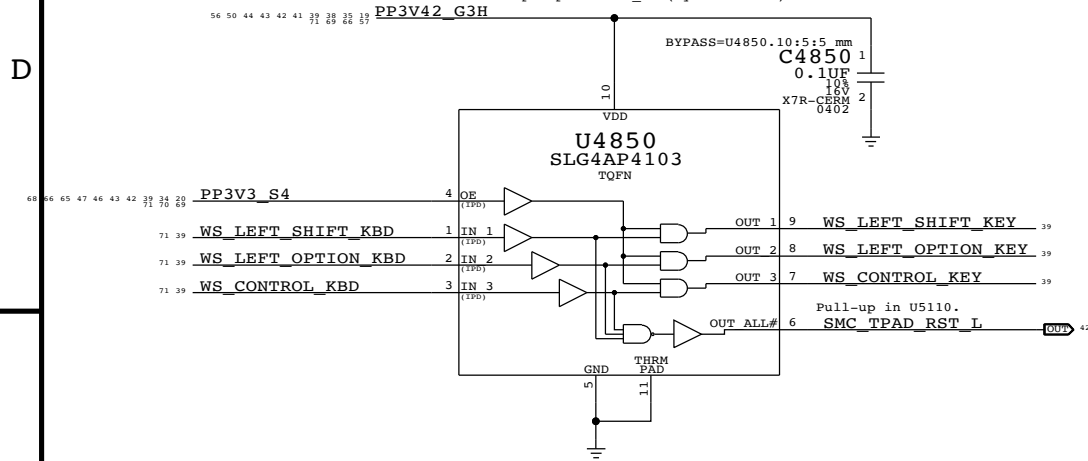 56 50 44 43 42 41 39 38 35 19
71 69 66 57
PP3V42_G3H
BYPASS=U4850.10:5:5 mm
C4850
1
0.1UF
10%
16V
X7R-CERM
2
0402
D
10
VDD
U4850
SLG4AP4103
TQFN
68 66 65 47 46 43 42 39 34 20
71 70 69
PP3V3_S4
4
OE
(IPD)
71 39
WS_LEFT_SHIFT_KBD
1
IN 1
(IPD)
OUT 1
9
WS_LEFT_SHIFT_KEY
39
71 39
WS_LEFT_OPTION_KBD
2
IN 2
(IPD)
OUT 2
8
WS_LEFT_OPTION_KEY
39
71 39
WS_CONTROL_KBD
3
IN 3
(IPD)
OUT 3
7
WS_CONTROL_KEY
39
Pull-up in U5110.
OUT ALL#
6
SMC_TPAD_RST_L
OUT
42
GND
THRM
PAD
5
11